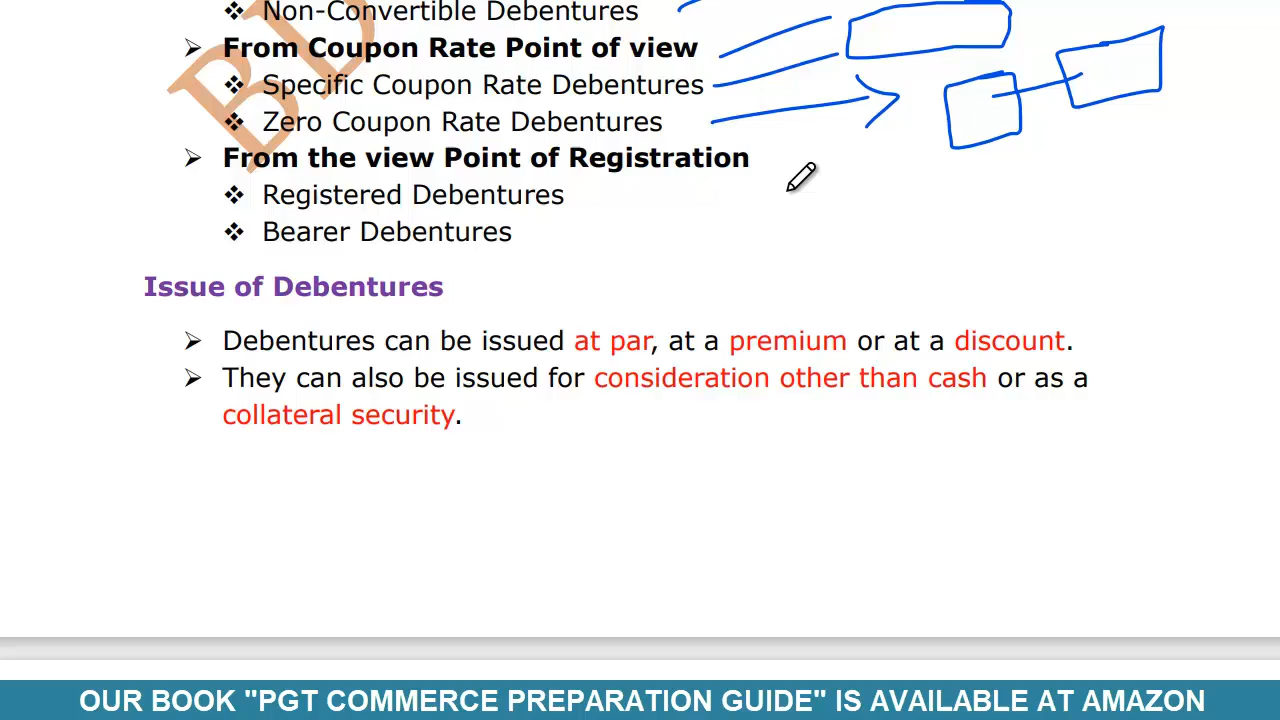 ❖ Non-Convertible Debentures
➢ From Coupon Rate Point of view
❖ Specific Coupon Rate Debentures
❖ Zero Coupon Rate Debentures
➢ From the view Point of Registration
❖ Registered Debentures
❖ Bearer Debentures
Issue of Debentures
➢ Debentures can be issued at par, at a premium or at a discount.
➢ They can also be issued for consideration other than cash or as a
collateral security.
OUR BOOK "PGT COMMERCE PREPARATION GUIDE" IS AVAILABLE AT AMAZON